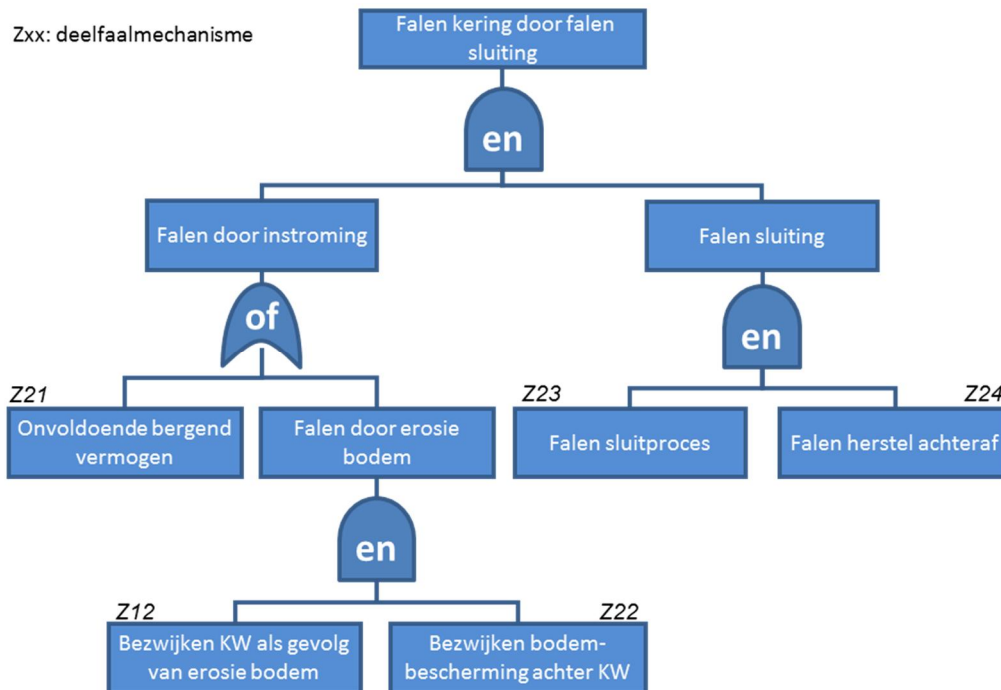 Zxx: deelfaalmechanisme
Falen kering door falen
sluiting
en
Falen door instroming
Falen sluiting
of
en
Z21
Onvoldoende bergend
vermogen
Falen door erosie
bodem
Z23
Falen sluitproces
Z24
Falen herstel achteraf
en
Z12
Bezwijken KW als gevolg
van erosie bodem
Z22
Bezwijken bodem-
bescherming achter KW